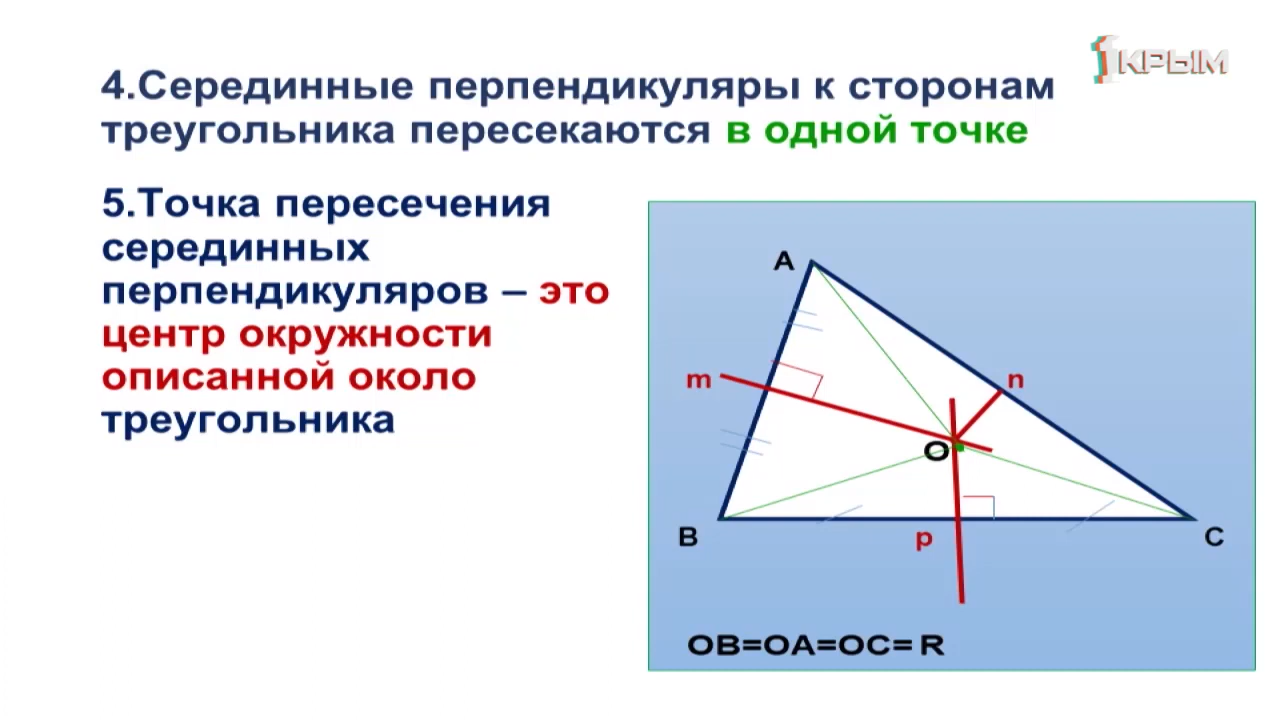 1 КРЫМ
4.Серединные перпендикуляры к сторонам
треугольника пересекаются в одной точке
5.Точка пересечения
серединных
перпендикуляров – это
центр окружности
описанной около
треугольника
A
m
n
O
B
p
C
OB=OA=OC= R